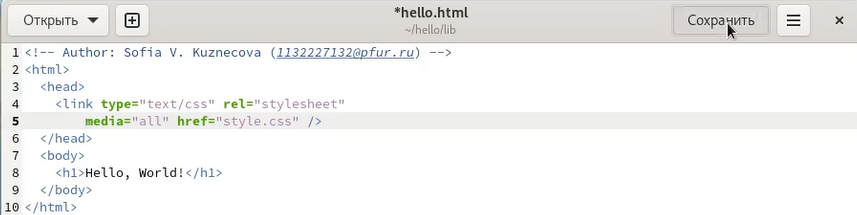 Открыть
*hello.html
~/hello/lib
Сохранить
1 <!-- Author: Sofia V. Kuznecova (1132227132@pfur.ru) -->
2 <html>
3   <head>
4     <link type="text/css" rel="stylesheet"
5         media="all" href="style.css" />
6   </head>
7   <body>
8     <h1>Hello, World!</h1>
9   </body>
10 </html>